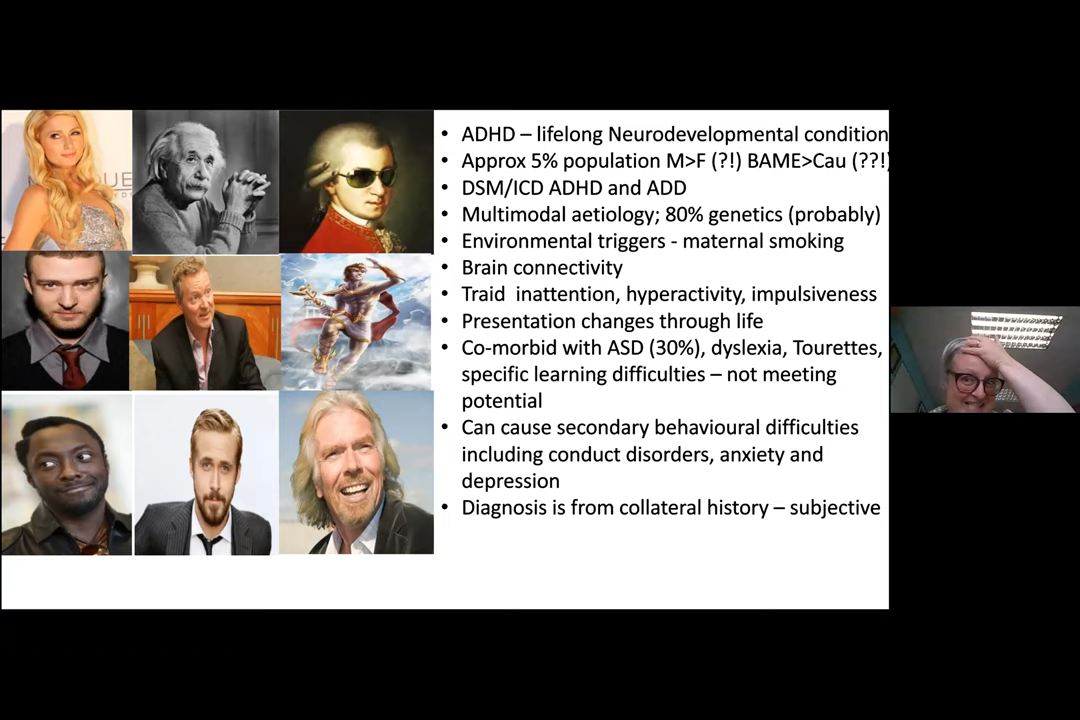 ADHD – lifelong Neurodevelopmental condition
Approx 5% population M>F (?!) BAME>Cau (??!)
DSM/ICD ADHD and ADD
Multimodal aetiology; 80% genetics (probably)
Environmental triggers - maternal smoking
Brain connectivity
Traid  inattention, hyperactivity, impulsiveness
Presentation changes through life
Co-morbid with ASD (30%), dyslexia, Tourettes,
specific learning difficulties – not meeting
potential
Can cause secondary behavioural difficulties
including conduct disorders, anxiety and
depression
Diagnosis is from collateral history – subjective